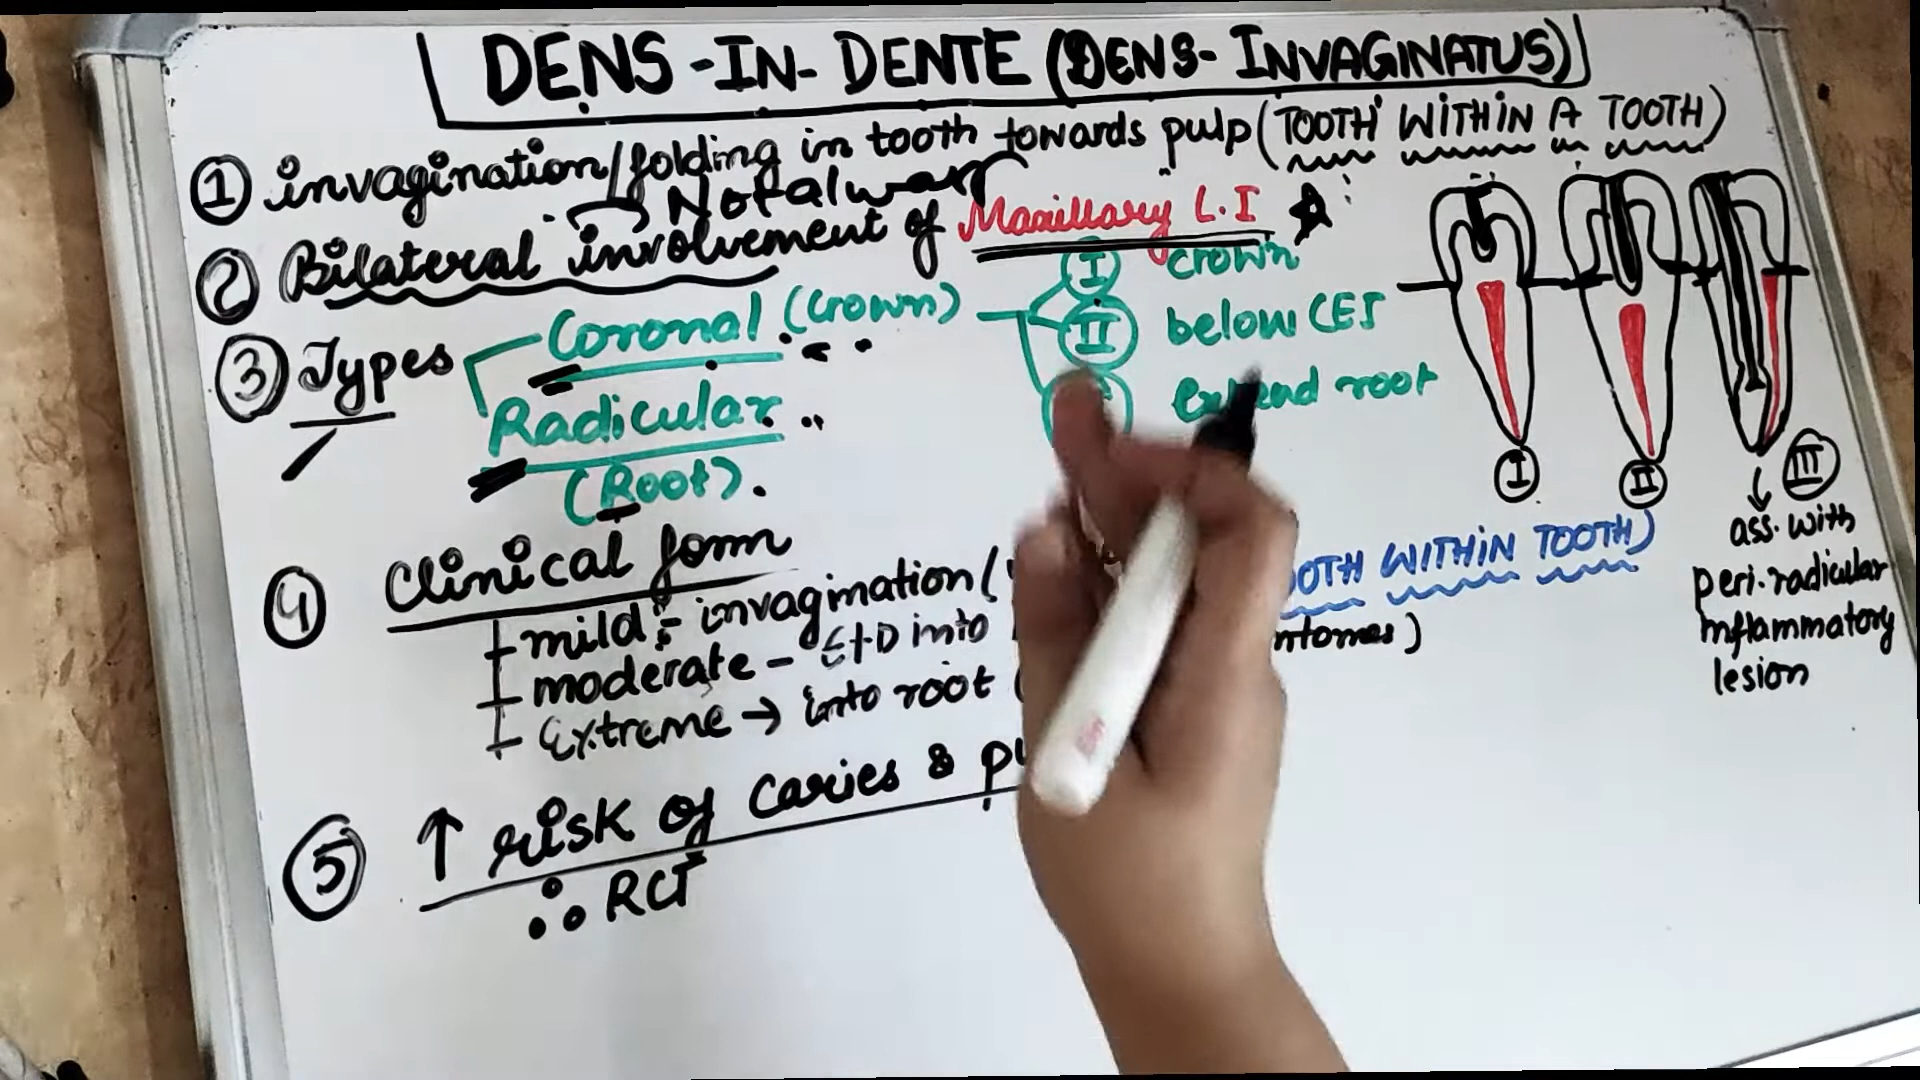 DENS-IN-DENTE (DENS-INVAGINATUS)
① invagination/folding in tooth towards pulp (TOOTH WITHIN A TOOTH)
Not always
② Bilateral involvement of Maxillary L.I
③ Types
Coronal (Crown)
Radicular
(Root).
I crown
II below CEJ
extend root
I
II
III
ass. with
peri-radicular
inflammatory
lesion
④ Clinical form
mild :- invagination (
WITHIN TOOTH)
moderate - E+D into
Extreme → into root (
⑤ ↑ risk of caries &
∴ RCT